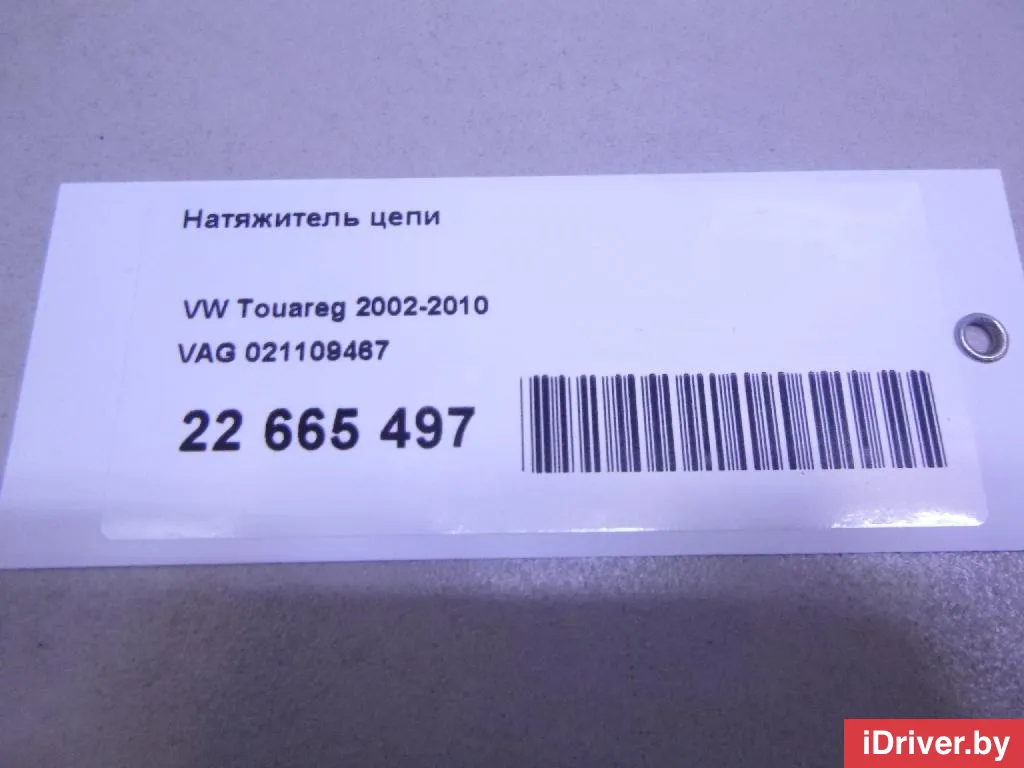 Натяжитель цепи
VW Touareg 2002-2010
VAG 021109467
22 665 497
iDriver.by